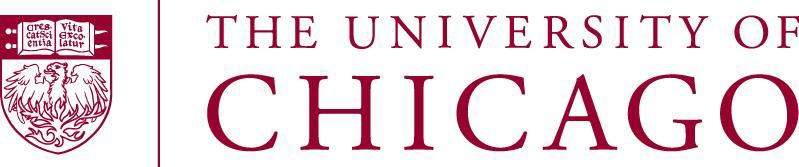 Cres
catSci
entia
Vita
Exco
latur
THE UNIVERSITY OF
CHICAGO